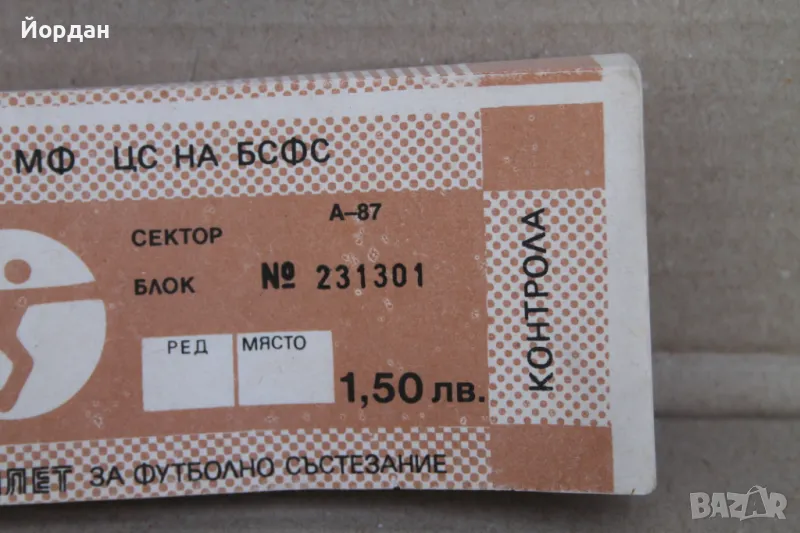 Йордан
МФ ЦС НА БСФС
А–87
СЕКТОР
БЛОК № 231301
РЕД МЯСТО
1,50 лв.
КОНТРОЛА
ЗА ФУТБОЛНО СЪСТЕЗАНИЕ
BAZAR